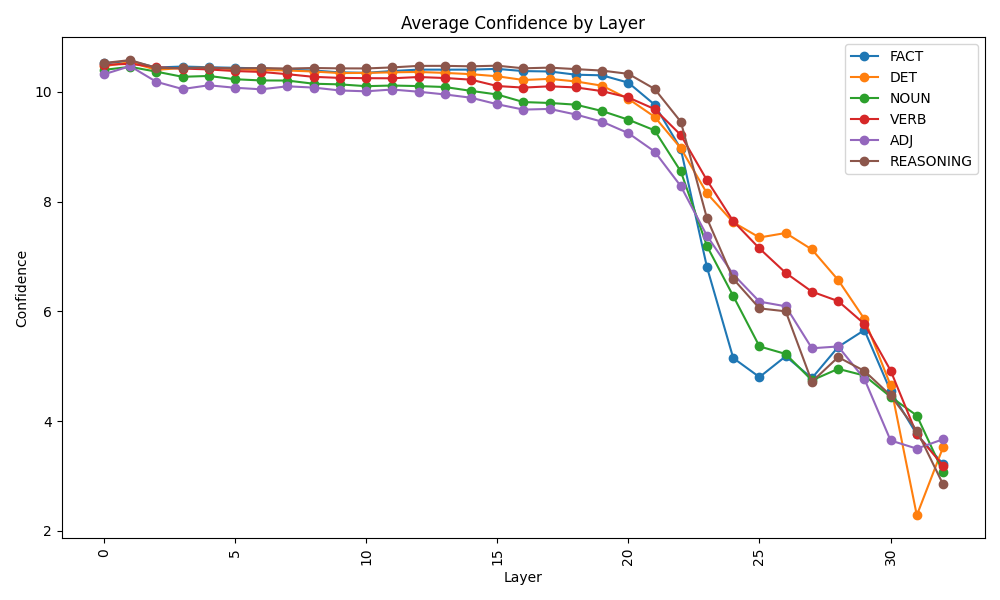 Average Confidence by Layer
FACT
DET
NOUN
VERB
ADJ
REASONING
Confidence
10
8
6
4
2
0
5
10
15
20
25
30
Layer